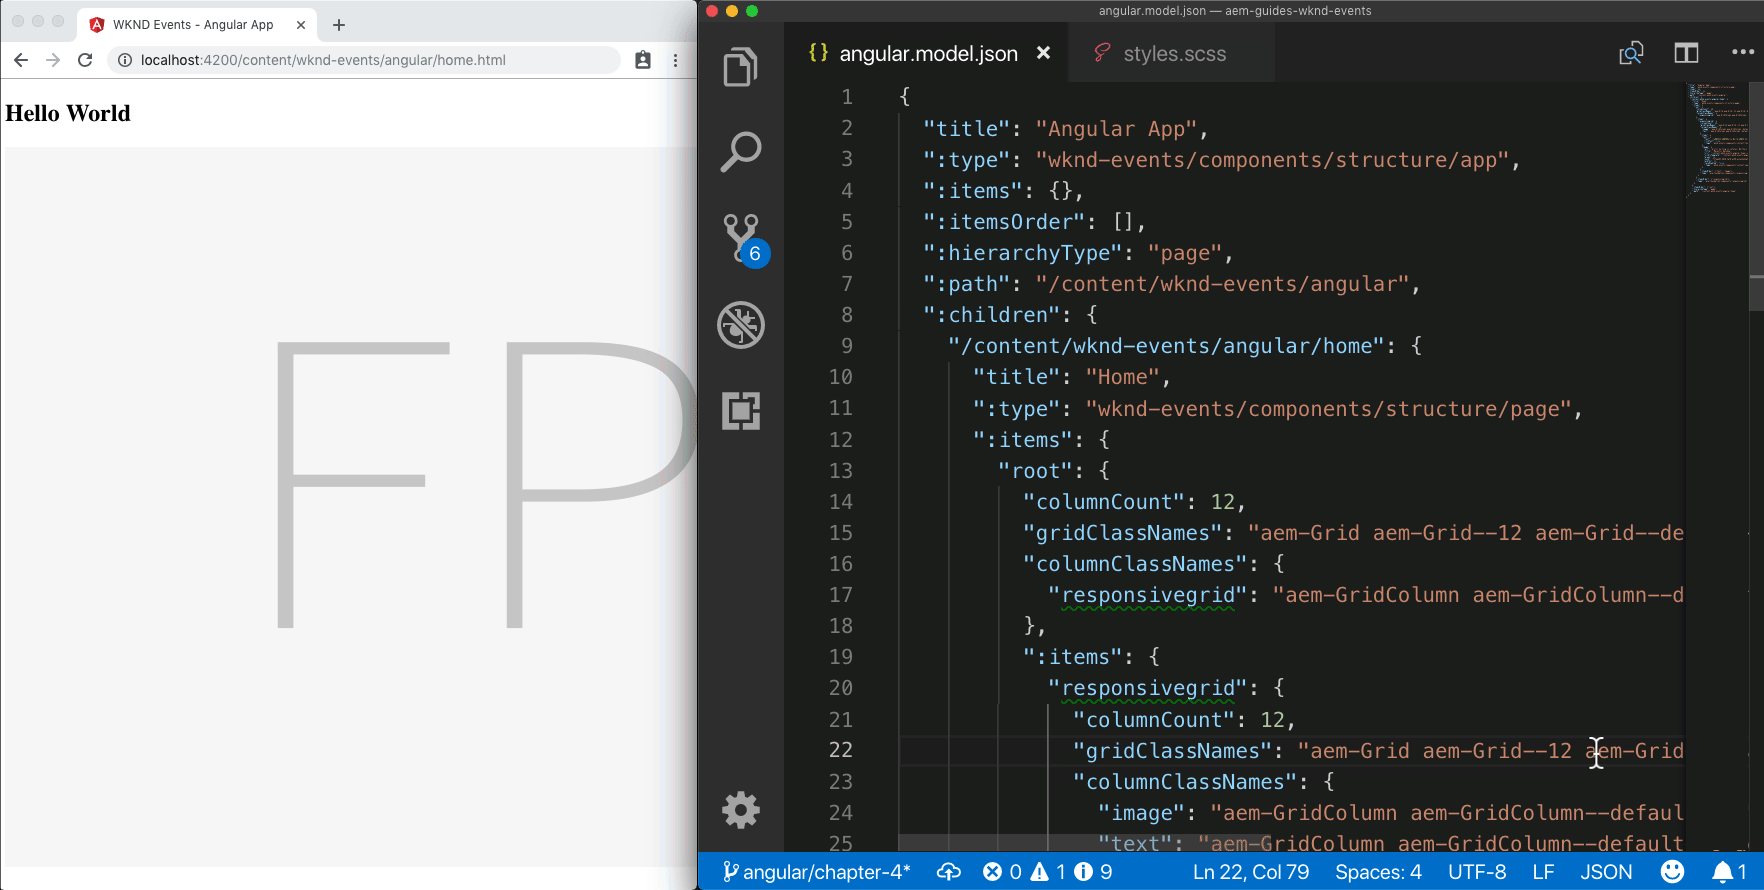 WKND Events - Angular App
localhost:4200/content/wknd-events/angular/home.html
Hello World
FP
angular.model.json — aem-guides-wknd-events
{} angular.model.json
styles.scss
6
1 {
2 "title": "Angular App",
3 ":type": "wknd-events/components/structure/app",
4 ":items": {},
5 ":itemsOrder": [],
6 ":hierarchyType": "page",
7 ":path": "/content/wknd-events/angular",
8 ":children": {
9 "/content/wknd-events/angular/home": {
10 "title": "Home",
11 ":type": "wknd-events/components/structure/page",
12 ":items": {
13 "root": {
14 "columnCount": 12,
15 "gridClassNames": "aem-Grid aem-Grid--12 aem-Grid--de
16 "columnClassNames": {
17 "responsivegrid": "aem-GridColumn aem-GridColumn--d
18 },
19 ":items": {
20 "responsivegrid": {
21 "columnCount": 12,
22 "gridClassNames": "aem-Grid aem-Grid--12 aem-Grid
23 "columnClassNames": {
24 "image": "aem-GridColumn aem-GridColumn--defaul
25 "text": "aem-GridColumn aem-GridColumn--default
angular/chapter-4* 0 1 9 Ln 22, Col 79 Spaces: 4 UTF-8 LF JSON 1